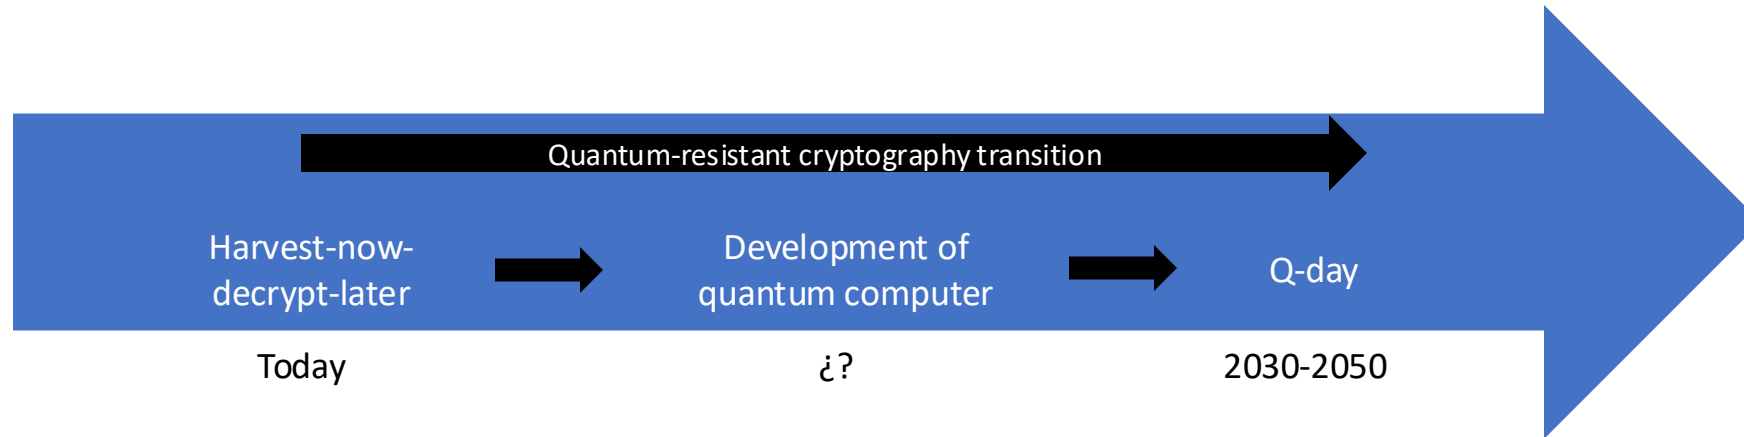 Quantum-resistant cryptography transition
Harvest-now-
decrypt-later
Development of
quantum computer
Q-day
Today
¿?
2030-2050